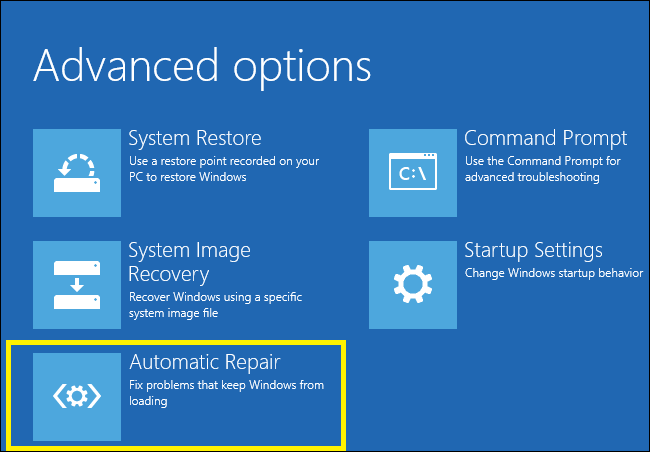 Advanced options
System Restore
Use a restore point recorded on your
PC to restore Windows
Command Prompt
Use the Command Prompt for
advanced troubleshooting
C:\
System Image
Recovery
Recover Windows using a specific
system image file
Startup Settings
Change Windows startup behavior
Automatic Repair
Fix problems that keep Windows from
loading